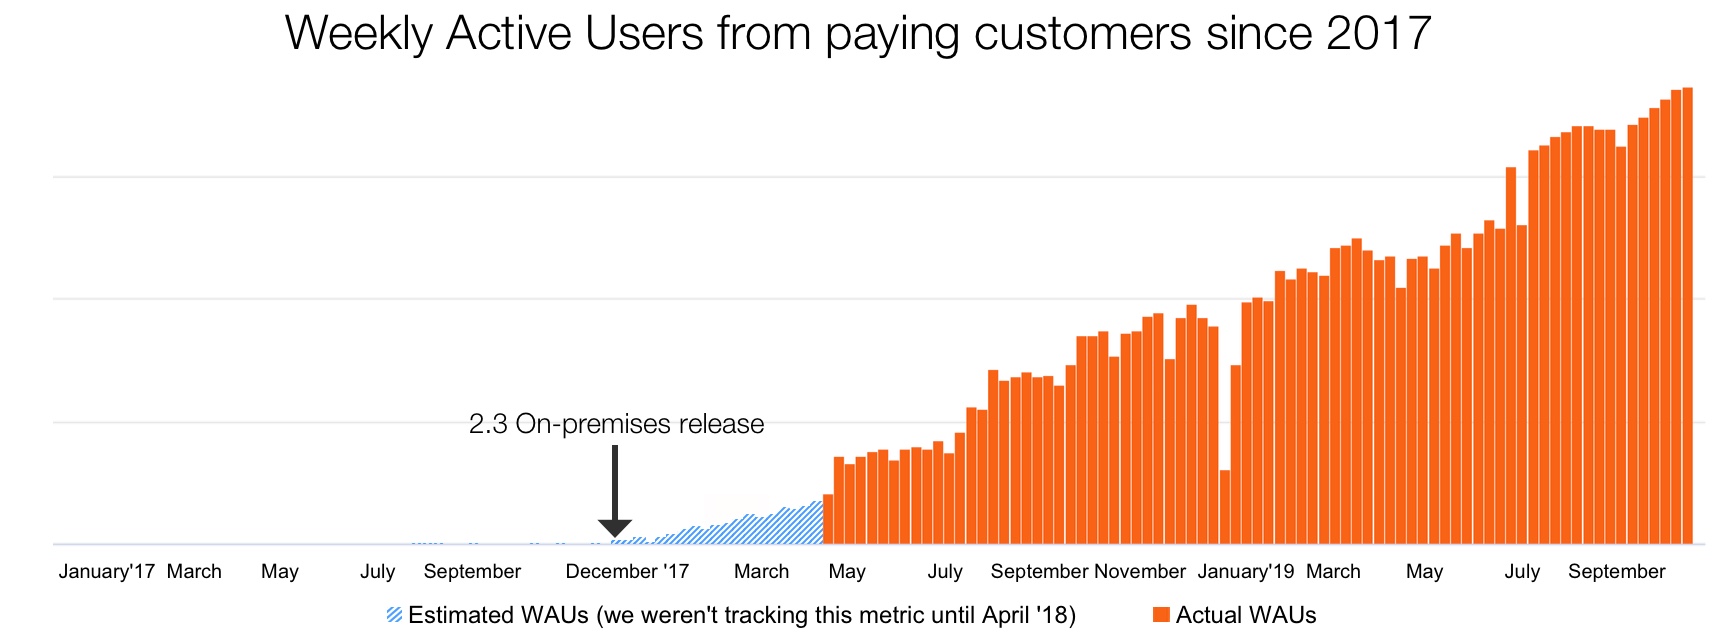 Weekly Active Users from paying customers since 2017
2.3 On-premises release
January'17 March May July September December '17 March May July September November January'19 March May July September
Estimated WAUs (we weren't tracking this metric until April '18) Actual WAUs